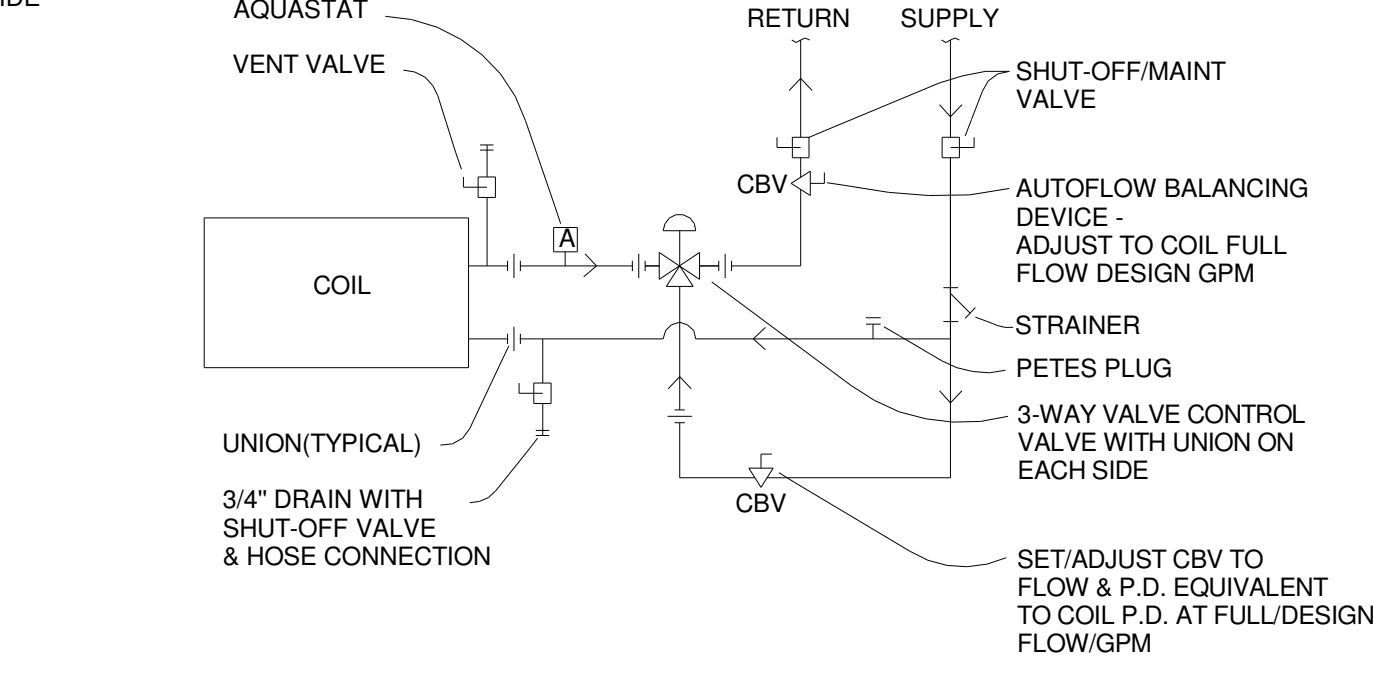 AQUASTAT
VENT VALVE
RETURN
SUPPLY
SHUT-OFF/MAINT
VALVE
CBV
AUTOFLOW BALANCING
DEVICE -
ADJUST TO COIL FULL
FLOW DESIGN GPM
A
COIL
STRAINER
PETES PLUG
3-WAY VALVE CONTROL
VALVE WITH UNION ON
EACH SIDE
UNION(TYPICAL)
3/4" DRAIN WITH
SHUT-OFF VALVE
& HOSE CONNECTION
CBV
SET/ADJUST CBV TO
FLOW & P.D. EQUIVALENT
TO COIL P.D. AT FULL/DESIGN
FLOW/GPM